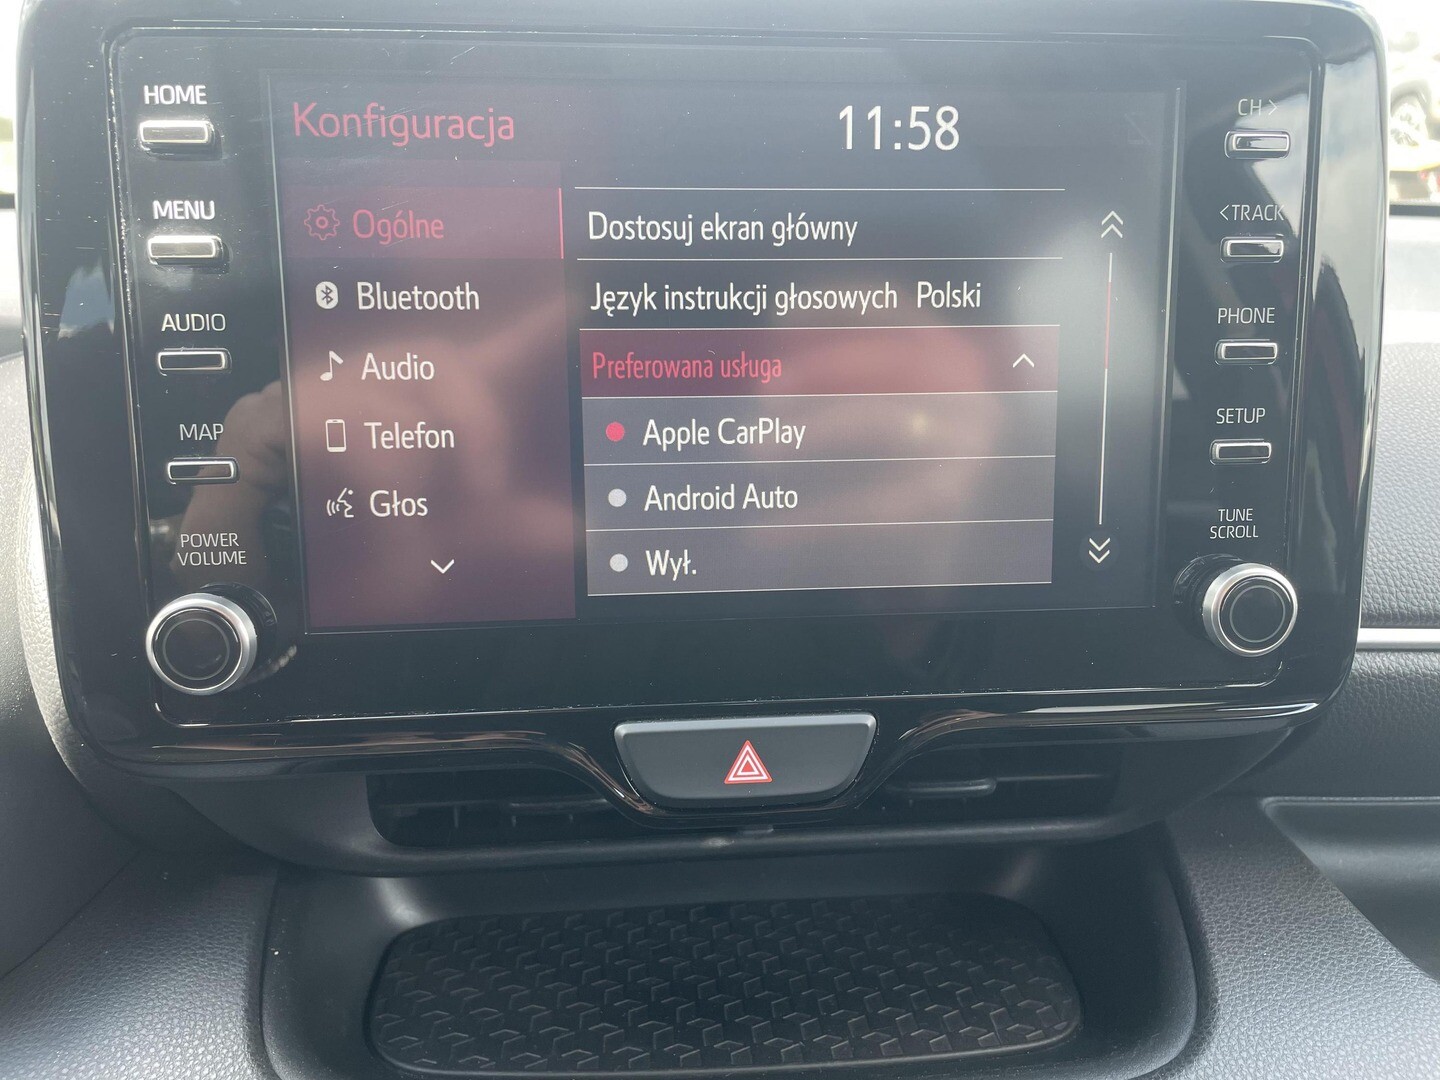 HOME
MENU
AUDIO
MAP
POWER
VOLUME
Konfiguracja
11:58
Ogólne
Bluetooth
Audio
Telefon
Głos
Dostosuj ekran główny
Język instrukcji głosowych Polski
Preferowana usługa
Apple CarPlay
Android Auto
Wył.
CH >
< TRACK
PHONE
SETUP
TUNE
SCROLL